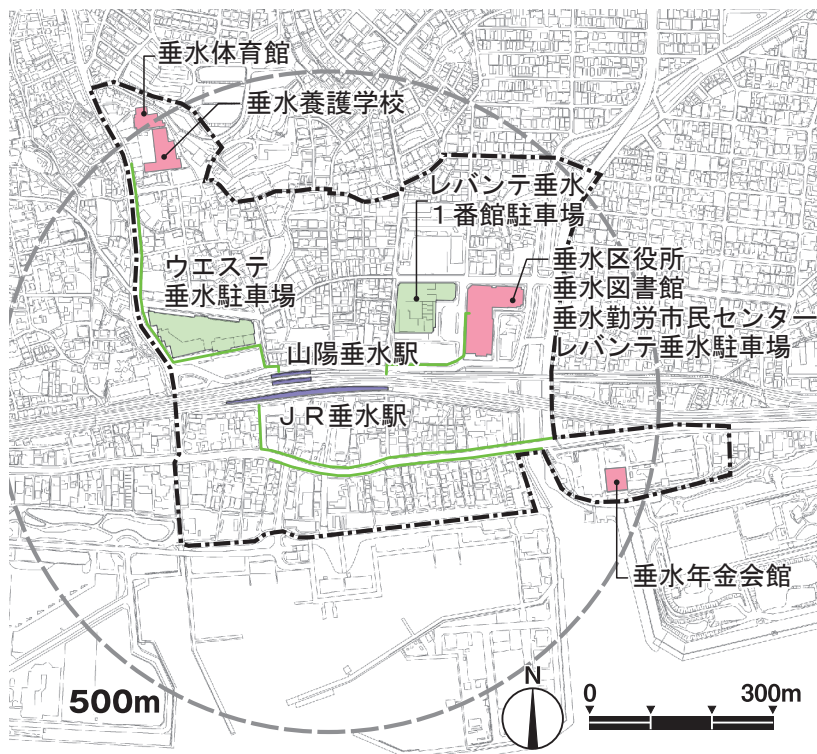 垂水体育館
垂水養護学校
レバンテ垂水
1番館駐車場
ウエステ
垂水駐車場
垂水区役所
垂水図書館
垂水勤労市民センター
レバンテ垂水駐車場
山陽垂水駅
ＪＲ垂水駅
垂水年金会館
500m
N
0
300m